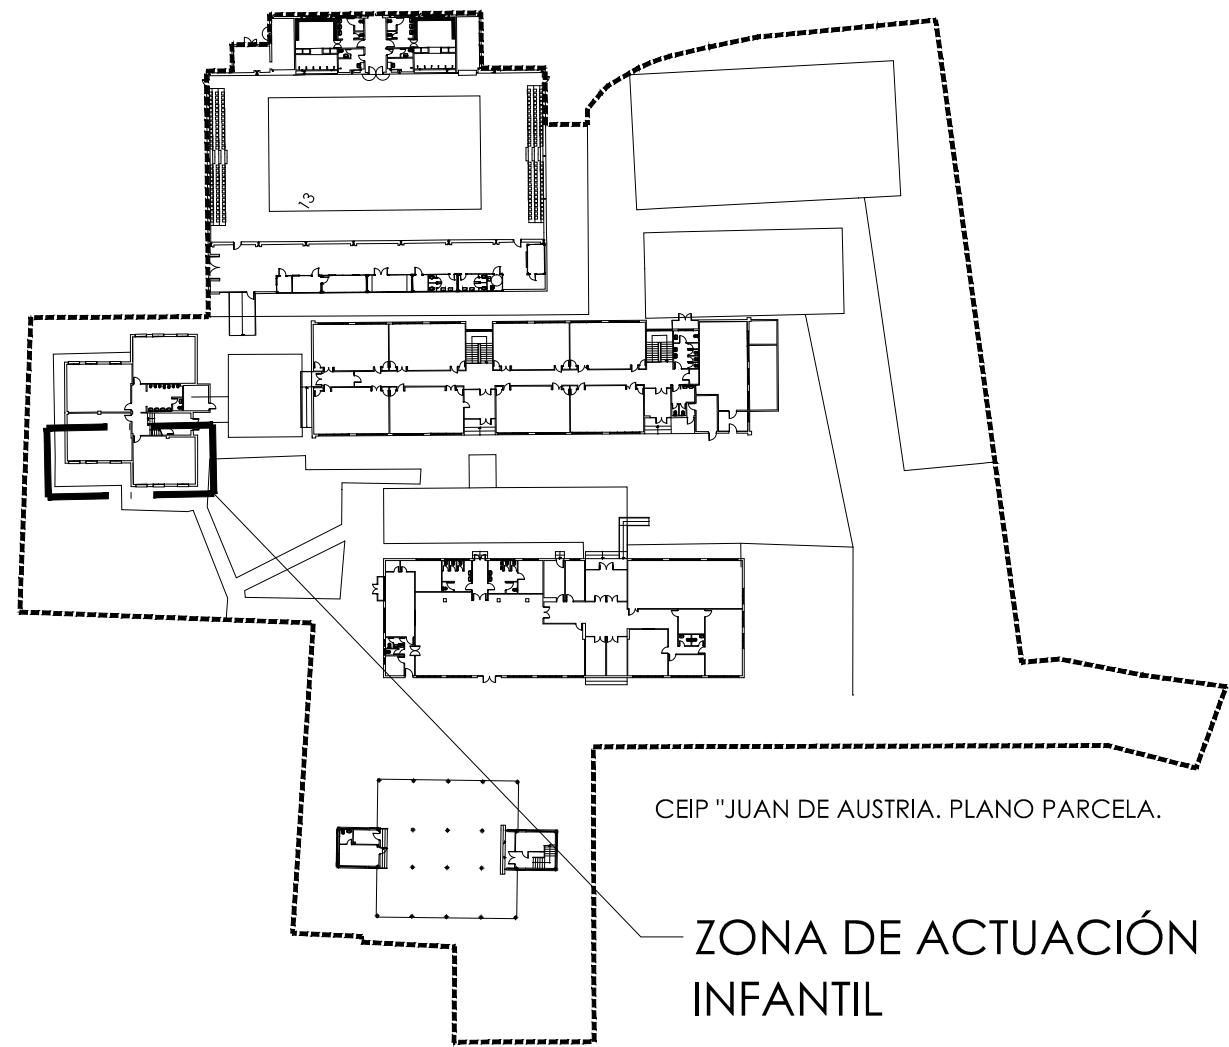 13
CEIP "JUAN DE AUSTRIA. PLANO PARCELA.
ZONA DE ACTUACIÓN
INFANTIL